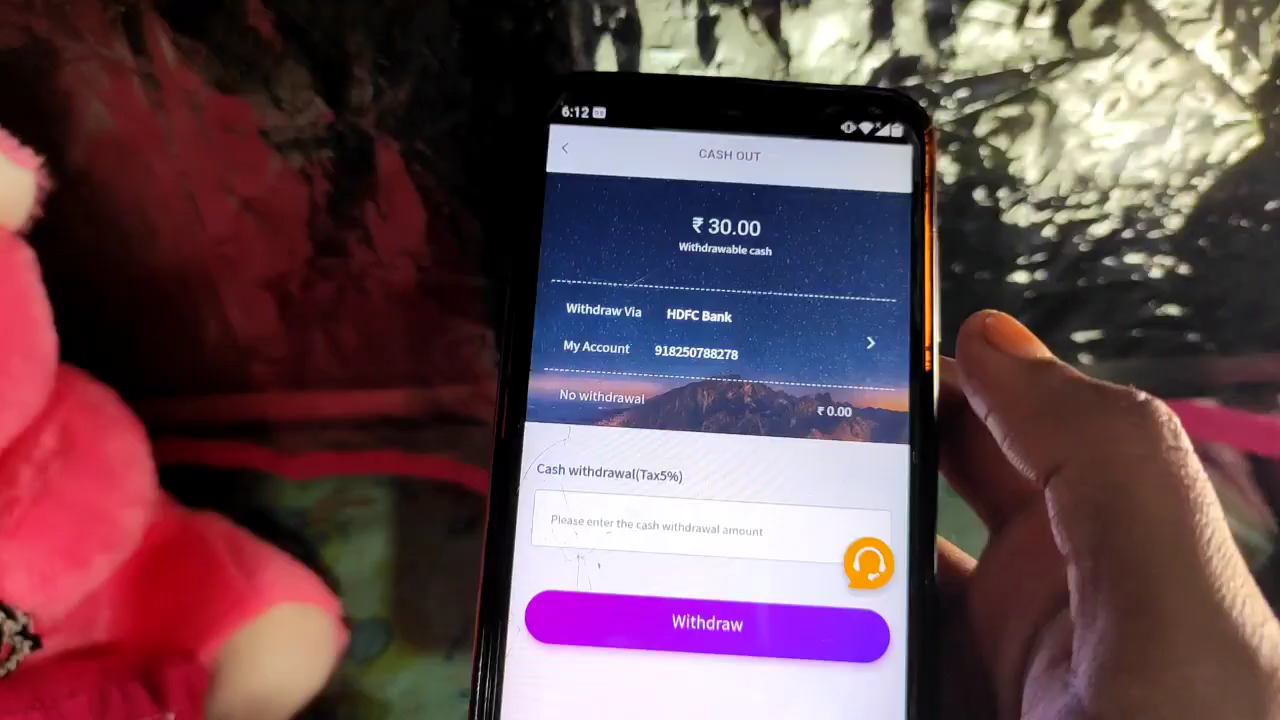 6:12
CASH OUT
₹ 30.00
Withdrawable cash
Withdraw Via HDFC Bank
My Account 918250788278
No withdrawal ₹ 0.00
Cash withdrawal(Tax5%)
Please enter the cash withdrawal amount
Withdraw